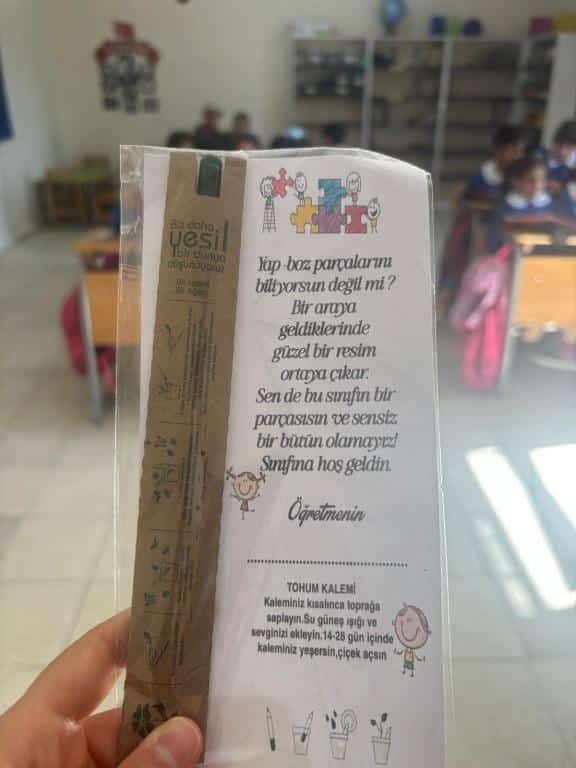 Biz daha
yeşil
bir dünya
düşünüyoruz
Yap -boz parçalarını
biliyorsun değil mi ?
Bir araya
geldiklerinde
güzel bir resim
ortaya çıkar.
Sen de bu sınıfın bir
parçasısın ve sensiz
bir bütün olamayız!
Sınıfına hoş geldin.
Öğretmenin
TOHUM KALEMİ
Kaleminiz kısalınca toprağa
saplayın.Su güneş ışığı ve
sevginizi ekleyin.14-28 gün içinde
kaleminiz yeşersin,çiçek açsın